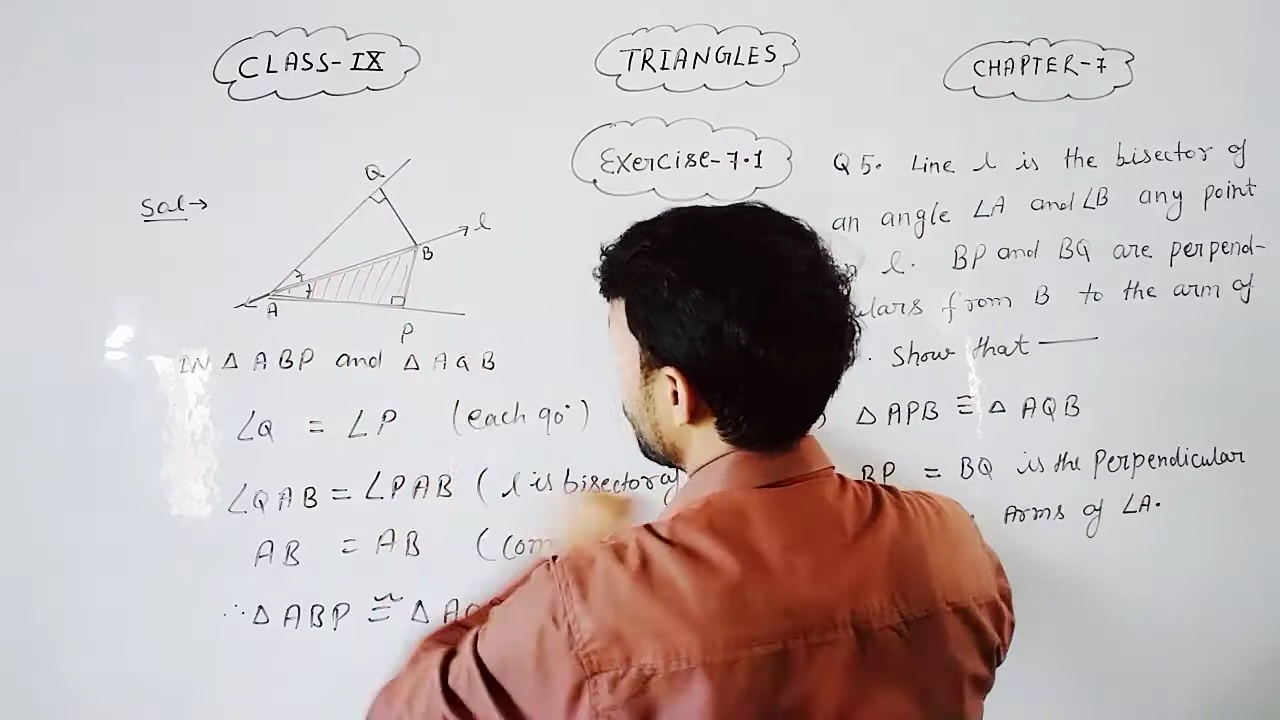 CLASS-IX
TRIANGLES
CHAPTER-7
Exercise-7.1
Sol→
Q
l
B
A
P
IN △ ABP and △ AQB
∠Q = ∠P (each 90°)
∠QAB = ∠PAB ( l is bisector of
AB = AB (com
∴ △ ABP ≅ △ AQ
Q5. Line l is the bisector of
an angle ∠A and ∠B any point
l. BP and BQ are perpend-
ulars from B to the arm of
. Show that —
) △ APB ≅ △ AQB
BP = BQ is the Perpendicular
Arms of ∠A.